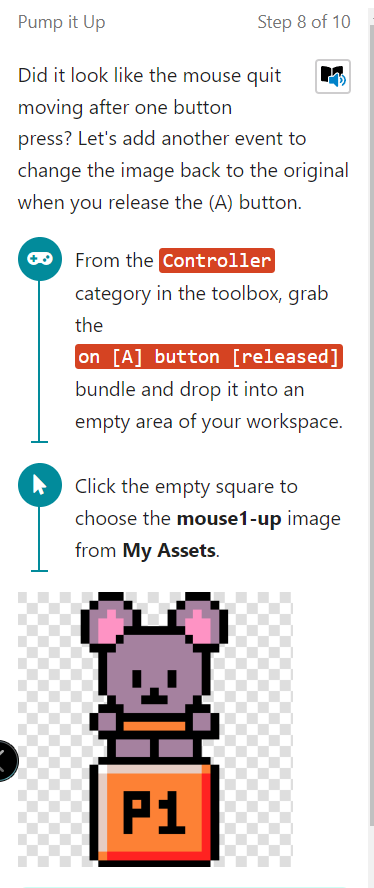 Pump it Up Step 8 of 10
Did it look like the mouse quit
moving after one button
press? Let's add another event to
change the image back to the original
when you release the (A) button.
From the Controller
category in the toolbox, grab
the
on [A] button [released]
bundle and drop it into an
empty area of your workspace.
Click the empty square to
choose the mouse1-up image
from My Assets.
P1